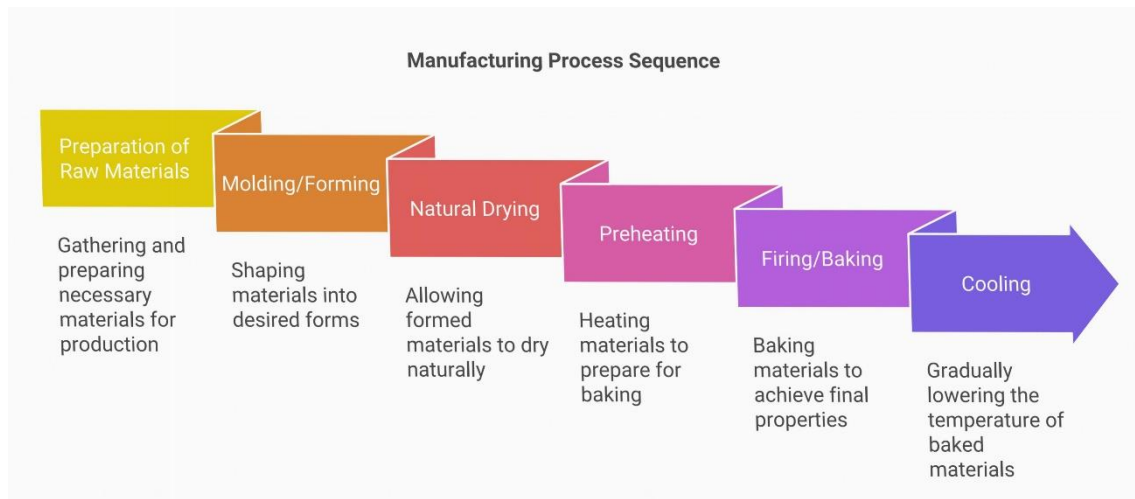 Manufacturing Process Sequence
Preparation of
Raw Materials
Gathering and
preparing
necessary
materials for
production
Molding/Forming
Shaping
materials into
desired forms
Natural Drying
Allowing
formed
materials to dry
naturally
Preheating
Heating
materials to
prepare for
baking
Firing/Baking
Baking
materials to
achieve final
properties
Cooling
Gradually
lowering the
temperature of
baked
materials